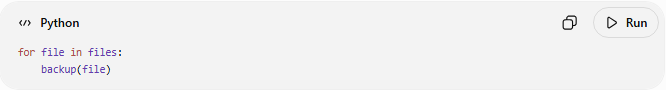 Python
Run
for file in files:
    backup(file)